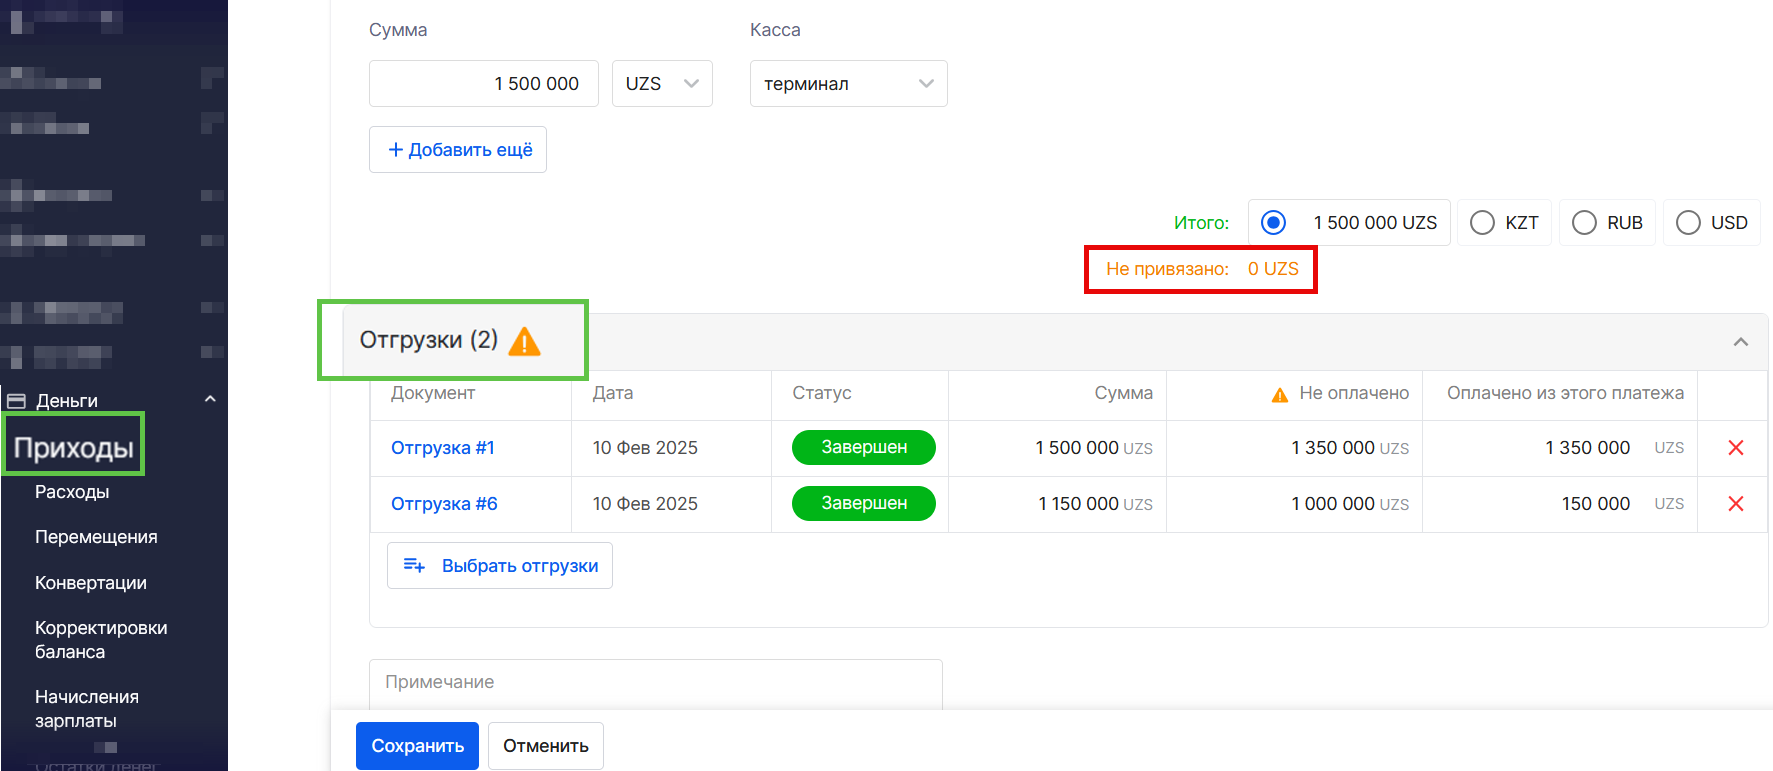 Деньги
Приходы
Расходы
Перемещения
Конвертации
Корректировки
баланса
Начисления
зарплаты
Остатки денег
Сумма
Касса
1 500 000
UZS
терминал
+ Добавить ещё
Итого:
1 500 000 UZS
KZT
RUB
USD
Не привязано: 0 UZS
Отгрузки (2)
Документ Дата Статус Сумма Не оплачено Оплачено из этого платежа
Отгрузка #1 10 Фев 2025 Завершен 1 500 000 UZS 1 350 000 UZS 1 350 000 UZS
Отгрузка #6 10 Фев 2025 Завершен 1 150 000 UZS 1 000 000 UZS 150 000 UZS
Выбрать отгрузки
Примечание
Сохранить
Отменить